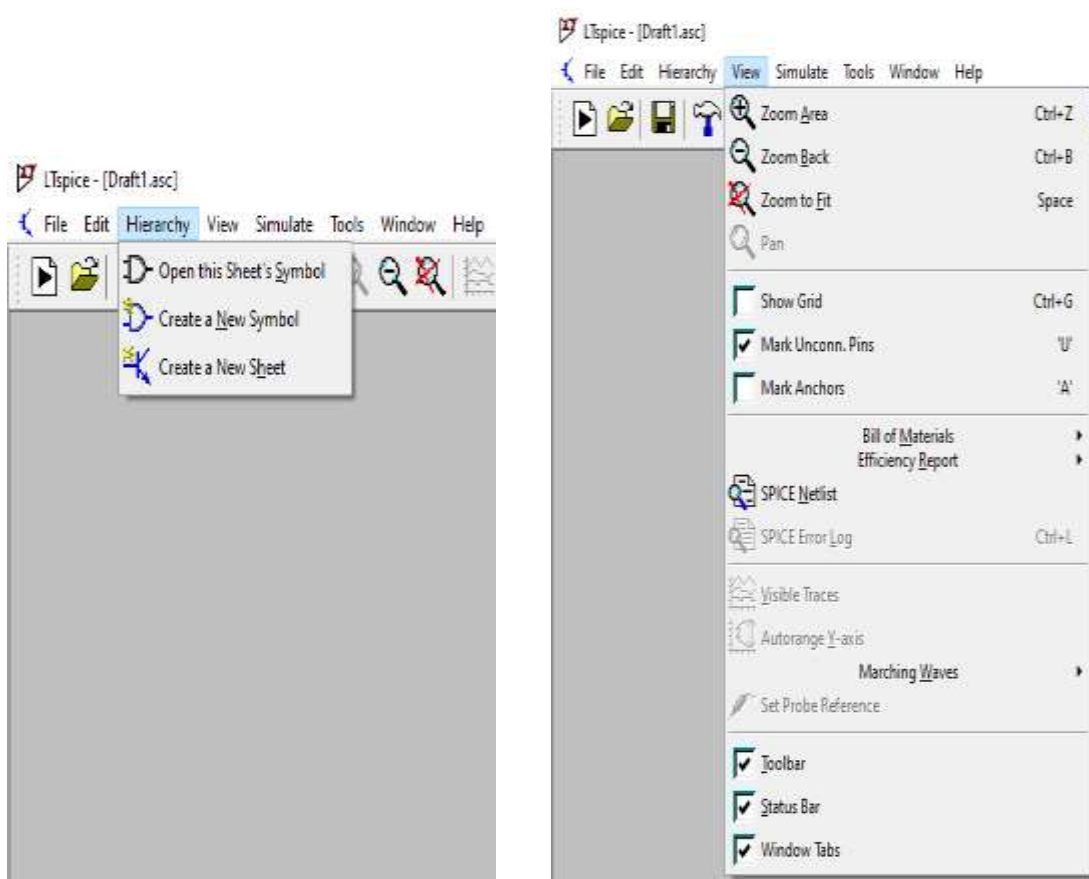 LTspice - [Draft1.asc]
File Edit Hierarchy View Simulate Tools Window Help
Open this Sheet's Symbol
Create a New Symbol
Create a New Sheet
LTspice - [Draft1.asc]
File Edit Hierarchy View Simulate Tools Window Help
Zoom Area Ctrl+Z
Zoom Back Ctrl+B
Zoom to Fit Space
Pan
Show Grid Ctrl+G
Mark Unconn. Pins 'U'
Mark Anchors 'A'
Bill of Materials
Efficiency Report
SPICE Netlist
SPICE Error Log Ctrl+L
Visible Traces
Autorange Y-axis
Marching Waves
Set Probe Reference
Toolbar
Status Bar
Window Tabs